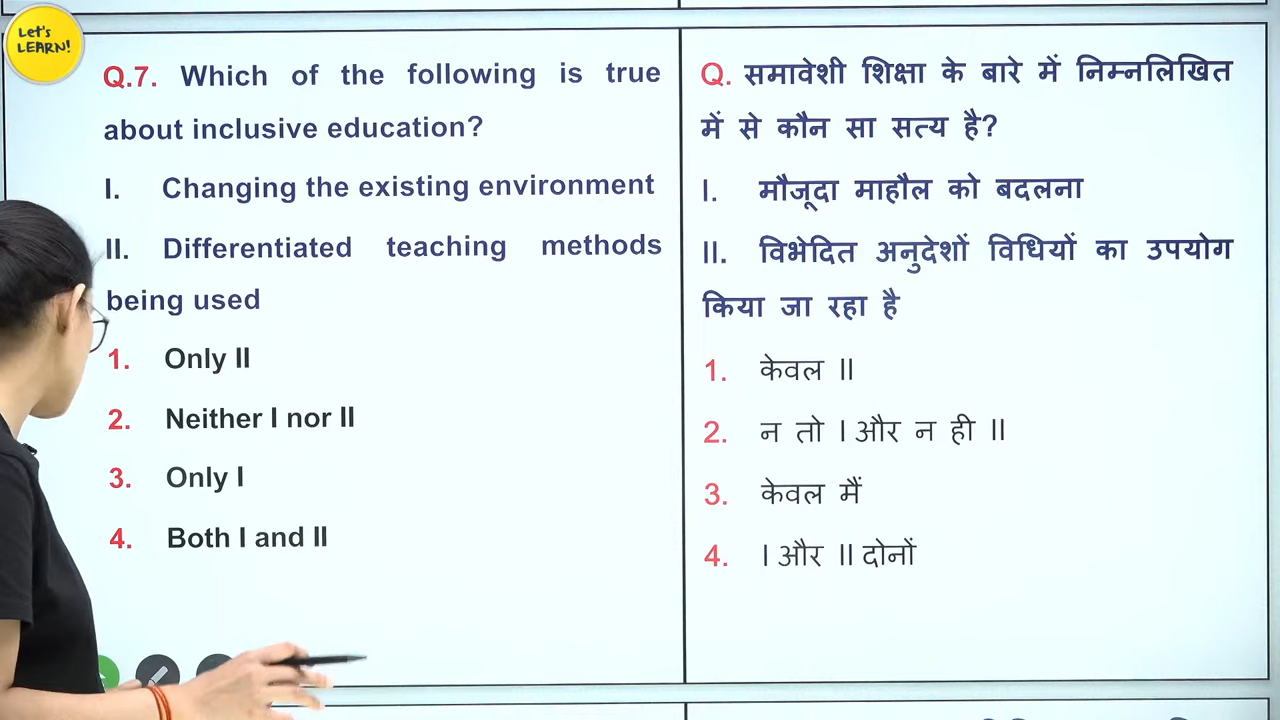 Let's
LEARN!
Q.7. Which of the following is true
about inclusive education?
I. Changing the existing environment
II. Differentiated teaching methods
being used
1. Only II
2. Neither I nor II
3. Only I
4. Both I and II
Q. समावेशी शिक्षा के बारे में निम्नलिखित
में से कौन सा सत्य है?
I. मौजूदा माहौल को बदलना
II. विभेदित अनुदेशों विधियों का उपयोग
किया जा रहा है
1. केवल II
2. न तो I और न ही II
3. केवल मैं
4. I और II दोनों